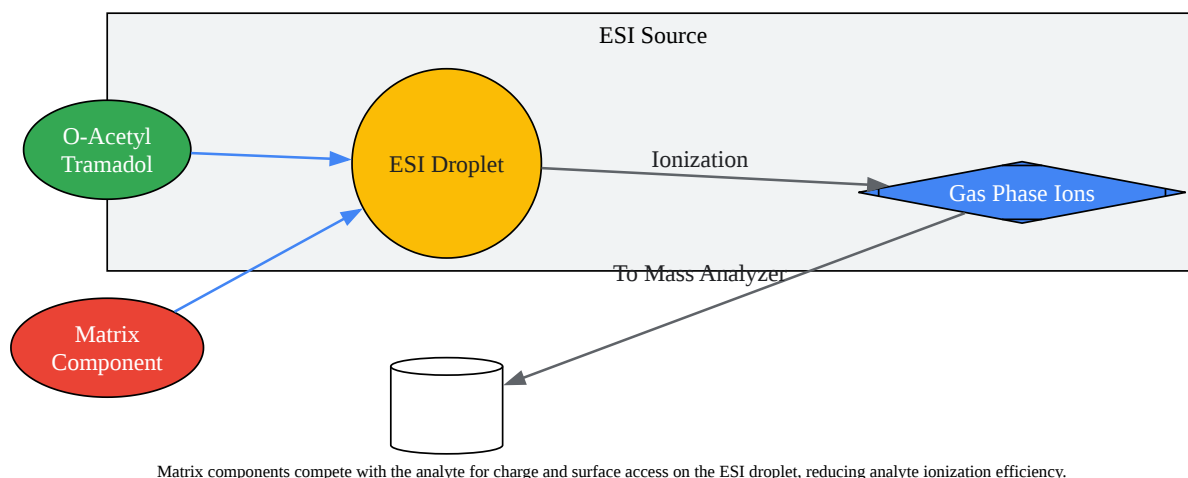 ESI Source
O-Acetyl
Tramadol
ESI Droplet
Ionization
Gas Phase Ions
To Mass Analyzer
Matrix
Component
Matrix components compete with the analyte for charge and surface access on the ESI droplet, reducing analyte ionization efficiency.